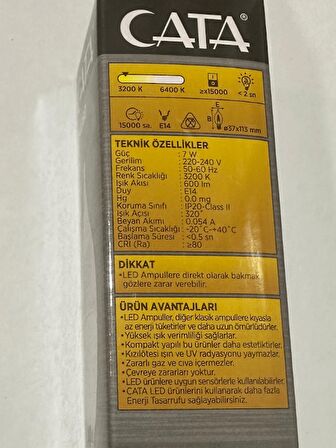 CATA®
3200 K 6400 K ≥x15000 < 2 sn
15000 sa. E14 B E ø37x113 mm
TEKNİK ÖZELLİKLER
Güç : 7 W
Gerilim : 220-240 V
Frekans : 50-60 Hz
Renk Sıcaklığı : 3200 K
Işık Akısı : 600 lm
Duy : E14
Hg : 0.0 mg
Koruma Sınıfı : IP20-Class II
Işık Açısı : 320°
Beyan Akımı : 0.054 A
Çalışma Sıcaklığı : -20°C-+40°C
Başlama Süresi : <0.5 sn
CRI (Ra) : ≥80
DİKKAT
•LED Ampullere direkt olarak bakmak
gözlere zarar verebilir.
ÜRÜN AVANTAJLARI
•LED Ampuller, diğer klasik ampullere kıyasla
az enerji tüketirler ve daha uzun ömürlüdürler.
•Yüksek ışık verimliliği sağlarlar.
•Kompakt yapılı bu ürünler daha estetiktirler.
•Kızılötesi ışın ve UV radyasyonu yaymazlar.
•Zararlı gaz ve cıva içermezler.
•Çevreye zararları yoktur.
•LED ürünlere uygun sensörlerle kullanılabilirler.
•CATA LED ürünlerini kullanarak daha fazla
Enerji Tasarrufu sağlayabilirsiniz.